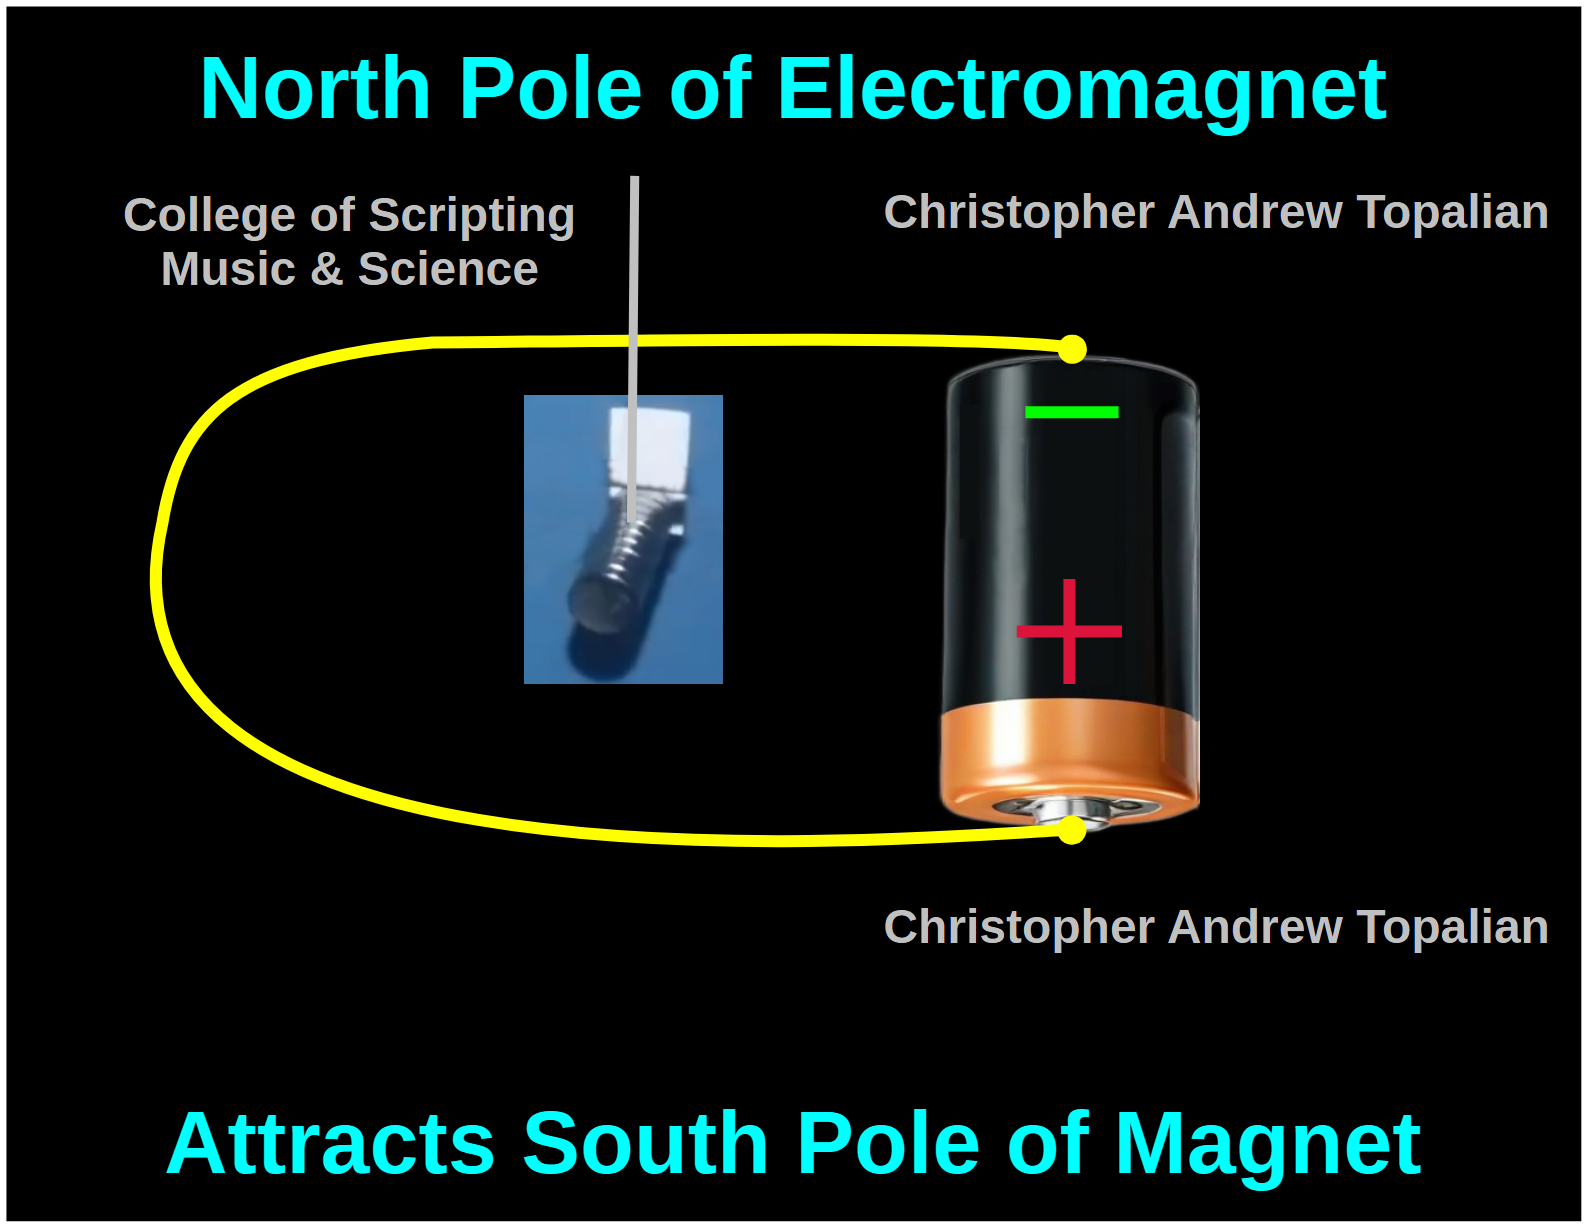 North Pole of Electromagnet
College of Scripting
Music & Science
Christopher Andrew Topalian
Christopher Andrew Topalian
Attracts South Pole of Magnet